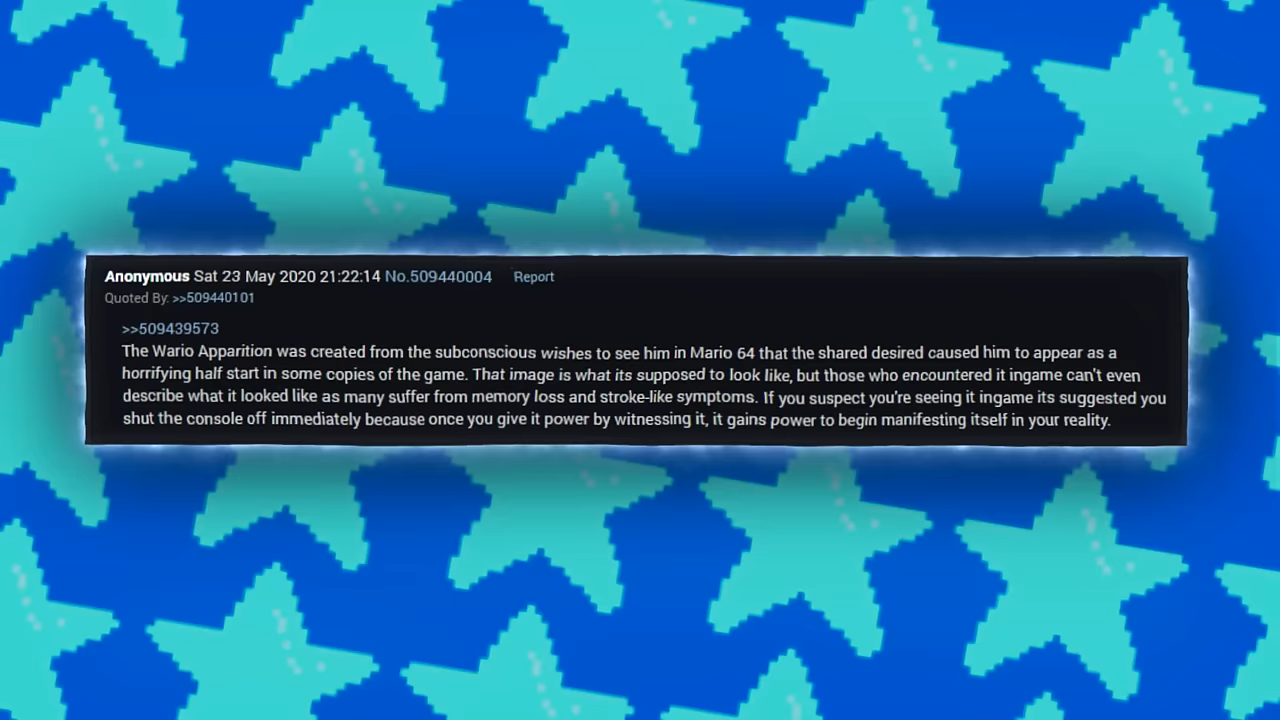 Anonymous Sat 23 May 2020 21:22:14 No.509440004 Report
Quoted By: >>509440101
>>509439573
The Wario Apparition was created from the subconscious wishes to see him in Mario 64 that the shared desired caused him to appear as a
horrifying half start in some copies of the game. That image is what its supposed to look like, but those who encountered it ingame can't even
describe what it looked like as many suffer from memory loss and stroke-like symptoms. If you suspect you're seeing it ingame its suggested you
shut the console off immediately because once you give it power by witnessing it, it gains power to begin manifesting itself in your reality.